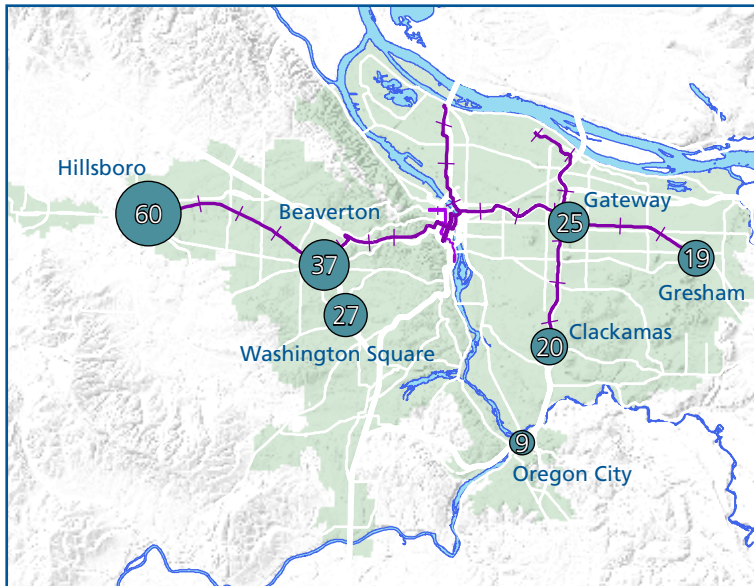 Hillsboro
60
Beaverton
37
27
Washington Square
Gateway
25
19
Gresham
Clackamas
20
9
Oregon City